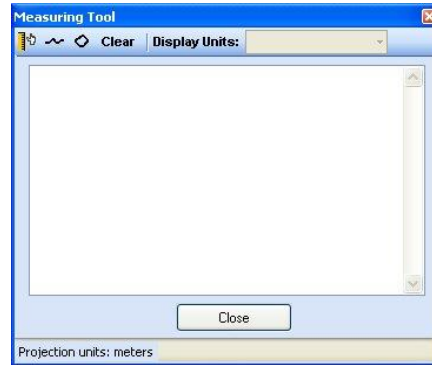 Measuring Tool
Clear Display Units:
Close
Projection units: meters